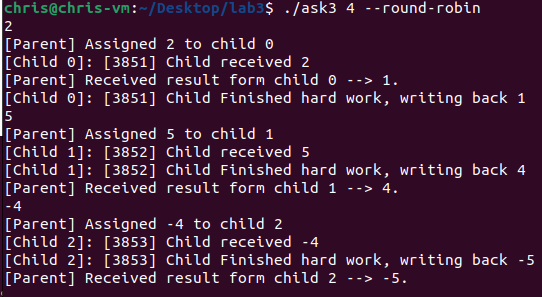 chris@chris-vm:~/Desktop/lab3$ ./ask3 4 --round-robin
2
[Parent] Assigned 2 to child 0
[Child 0]: [3851] Child received 2
[Parent] Received result form child 0 --> 1.
[Child 0]: [3851] Child Finished hard work, writing back 1
5
[Parent] Assigned 5 to child 1
[Child 1]: [3852] Child received 5
[Child 1]: [3852] Child Finished hard work, writing back 4
[Parent] Received result form child 1 --> 4.
-4
[Parent] Assigned -4 to child 2
[Child 2]: [3853] Child received -4
[Child 2]: [3853] Child Finished hard work, writing back -5
[Parent] Received result form child 2 --> -5.